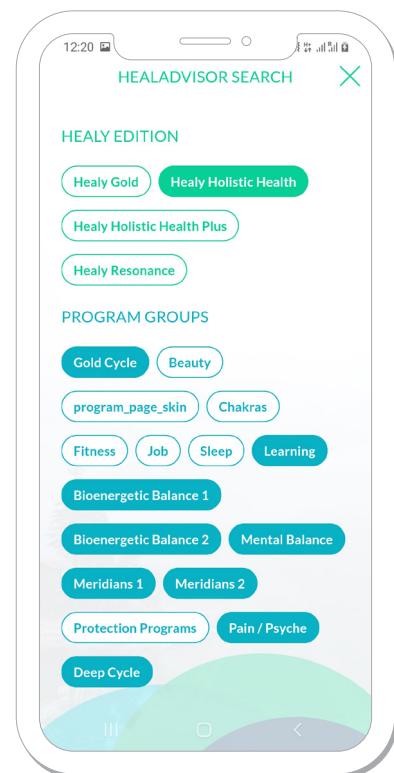 12:20
HEALADVISOR SEARCH
HEALY EDITION
Healy Gold Healy Holistic Health
Healy Holistic Health Plus
Healy Resonance
PROGRAM GROUPS
Gold Cycle Beauty
program_page_skin Chakras
Fitness Job Sleep Learning
Bioenergetic Balance 1
Bioenergetic Balance 2 Mental Balance
Meridians 1 Meridians 2
Protection Programs Pain / Psyche
Deep Cycle